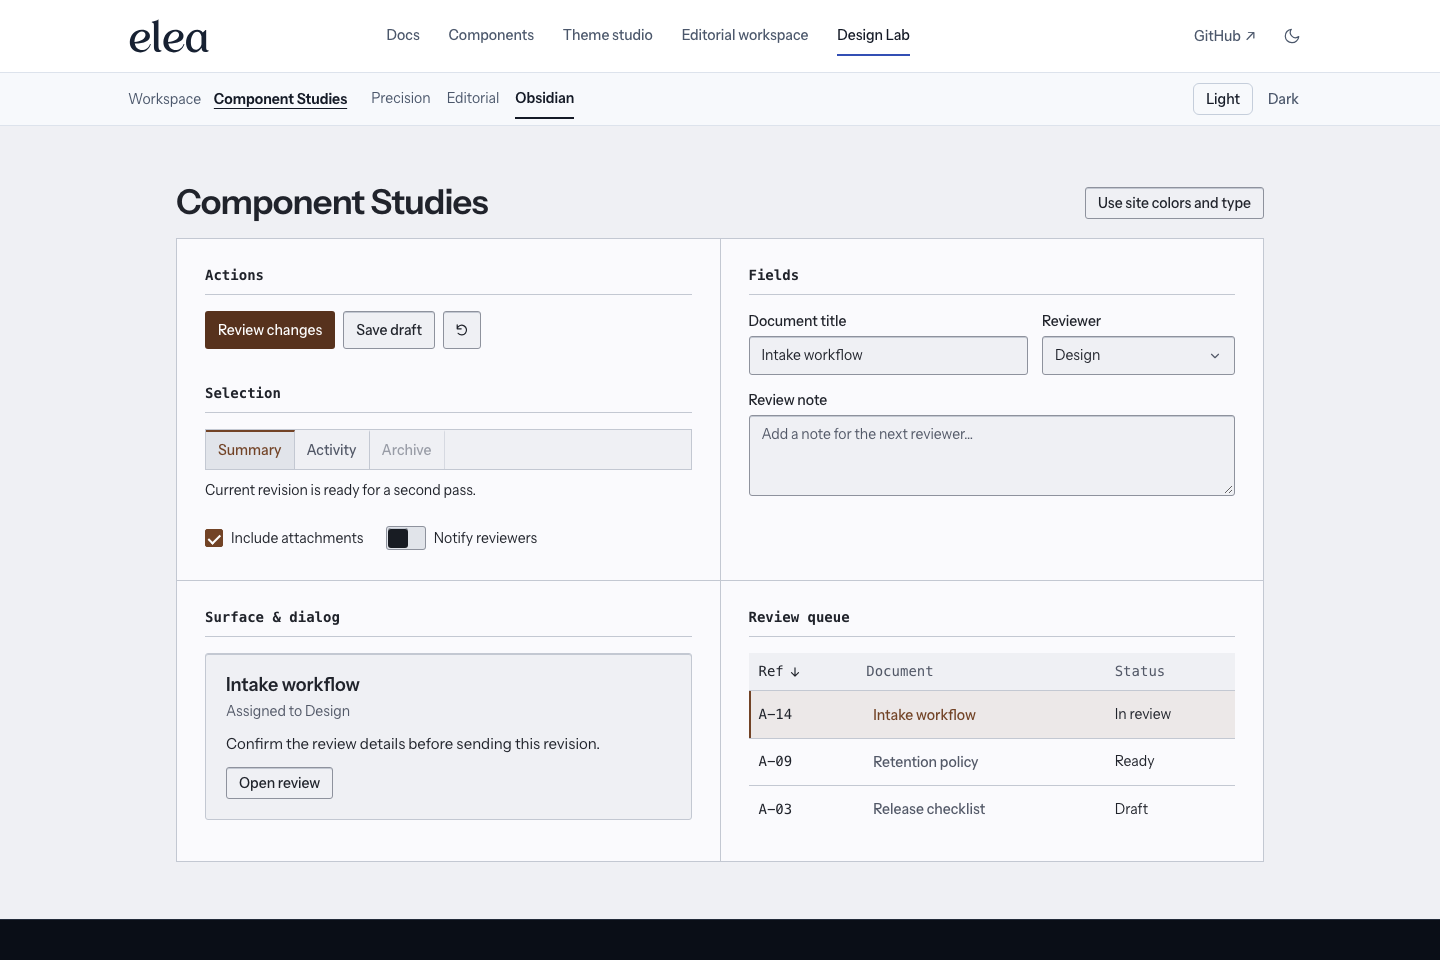 elea
Docs Components Theme studio Editorial workspace Design Lab GitHub ↗
Workspace Component Studies Precision Editorial Obsidian Light Dark
Component Studies
Use site colors and type
Actions
Review changes Save draft
Selection
Summary Activity Archive
Current revision is ready for a second pass.
Include attachments Notify reviewers
Fields
Document title Reviewer
Intake workflow Design
Review note
Add a note for the next reviewer...
Surface & dialog
Intake workflow
Assigned to Design
Confirm the review details before sending this revision.
Open review
Review queue
Ref ↓ Document Status
A–14 Intake workflow In review
A–09 Retention policy Ready
A–03 Release checklist Draft